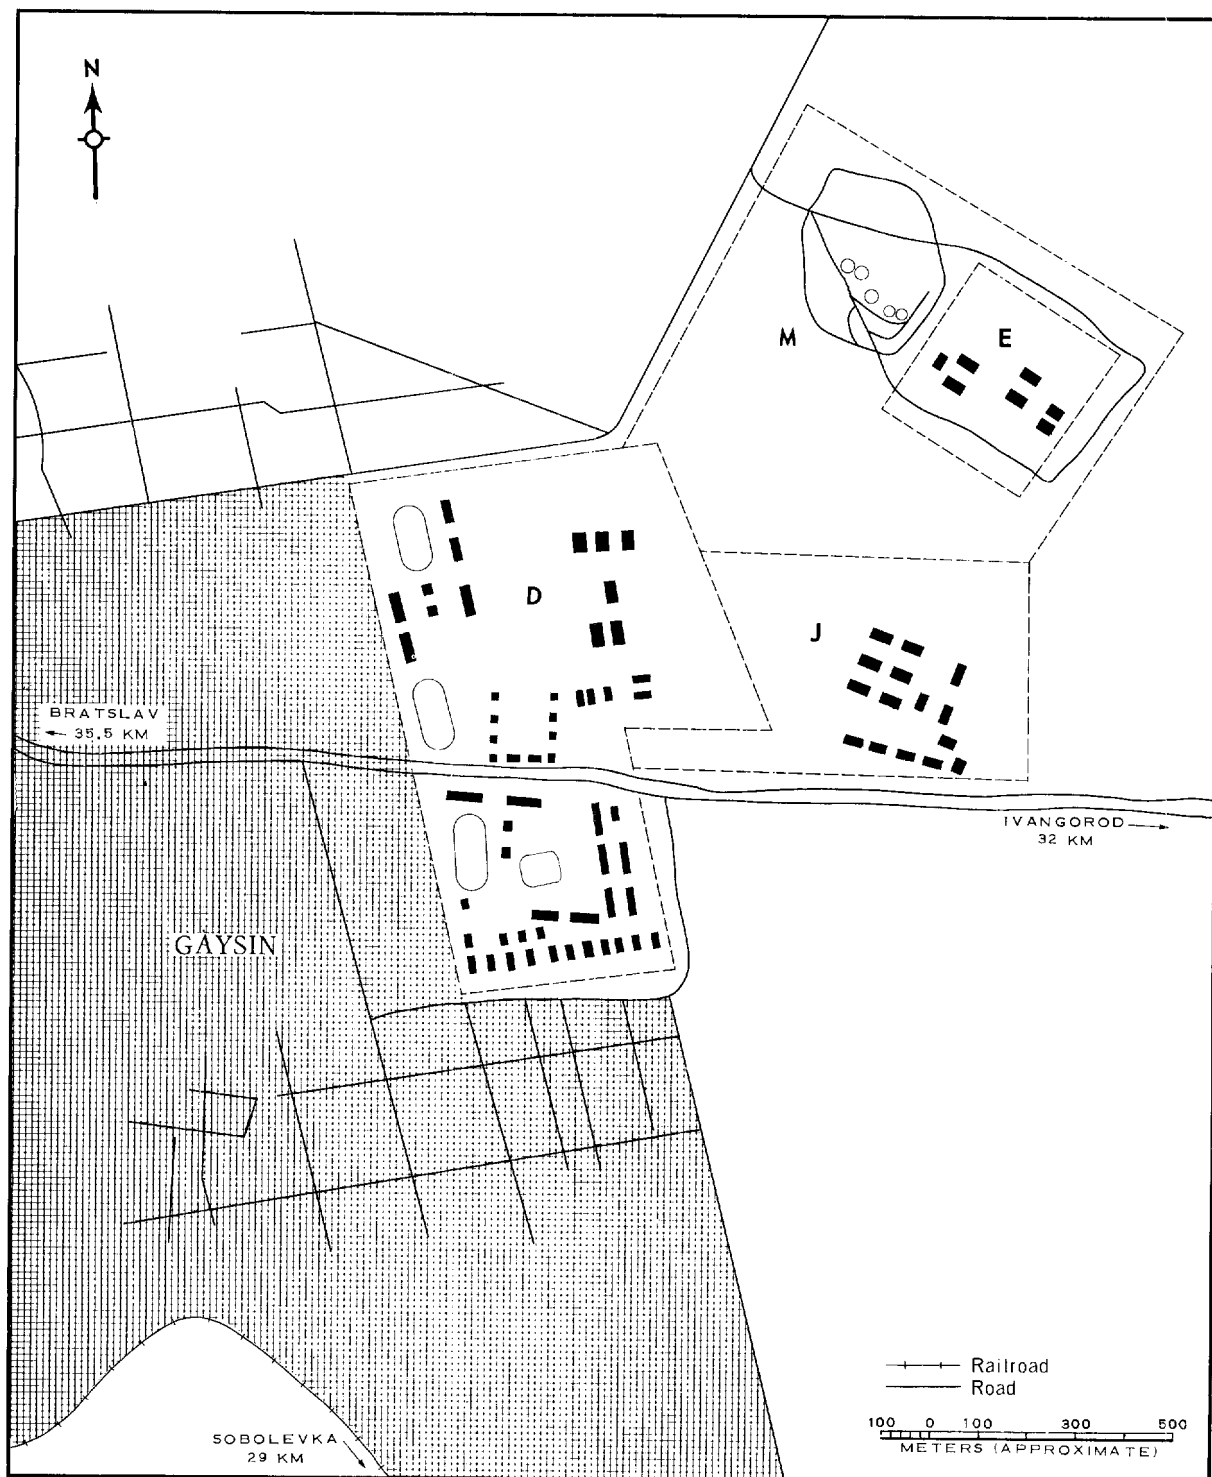 N
M
E
D
J
BRATSLAV
35.5 KM
IVANGOROD
32 KM
GAYSIN
Railroad
Road
SOBOLEVKA
29 KM
100 0 100 300 500
METERS (APPROXIMATE)